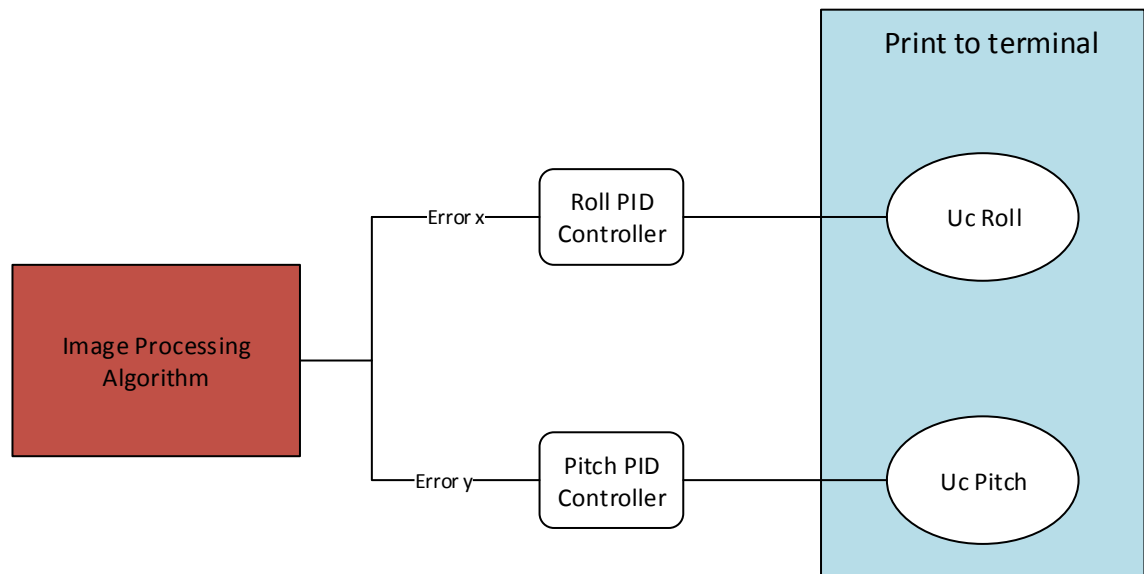 Print to terminal
Error x
Roll PID
Controller
Uc Roll
Image Processing
Algorithm
Error y
Pitch PID
Controller
Uc Pitch